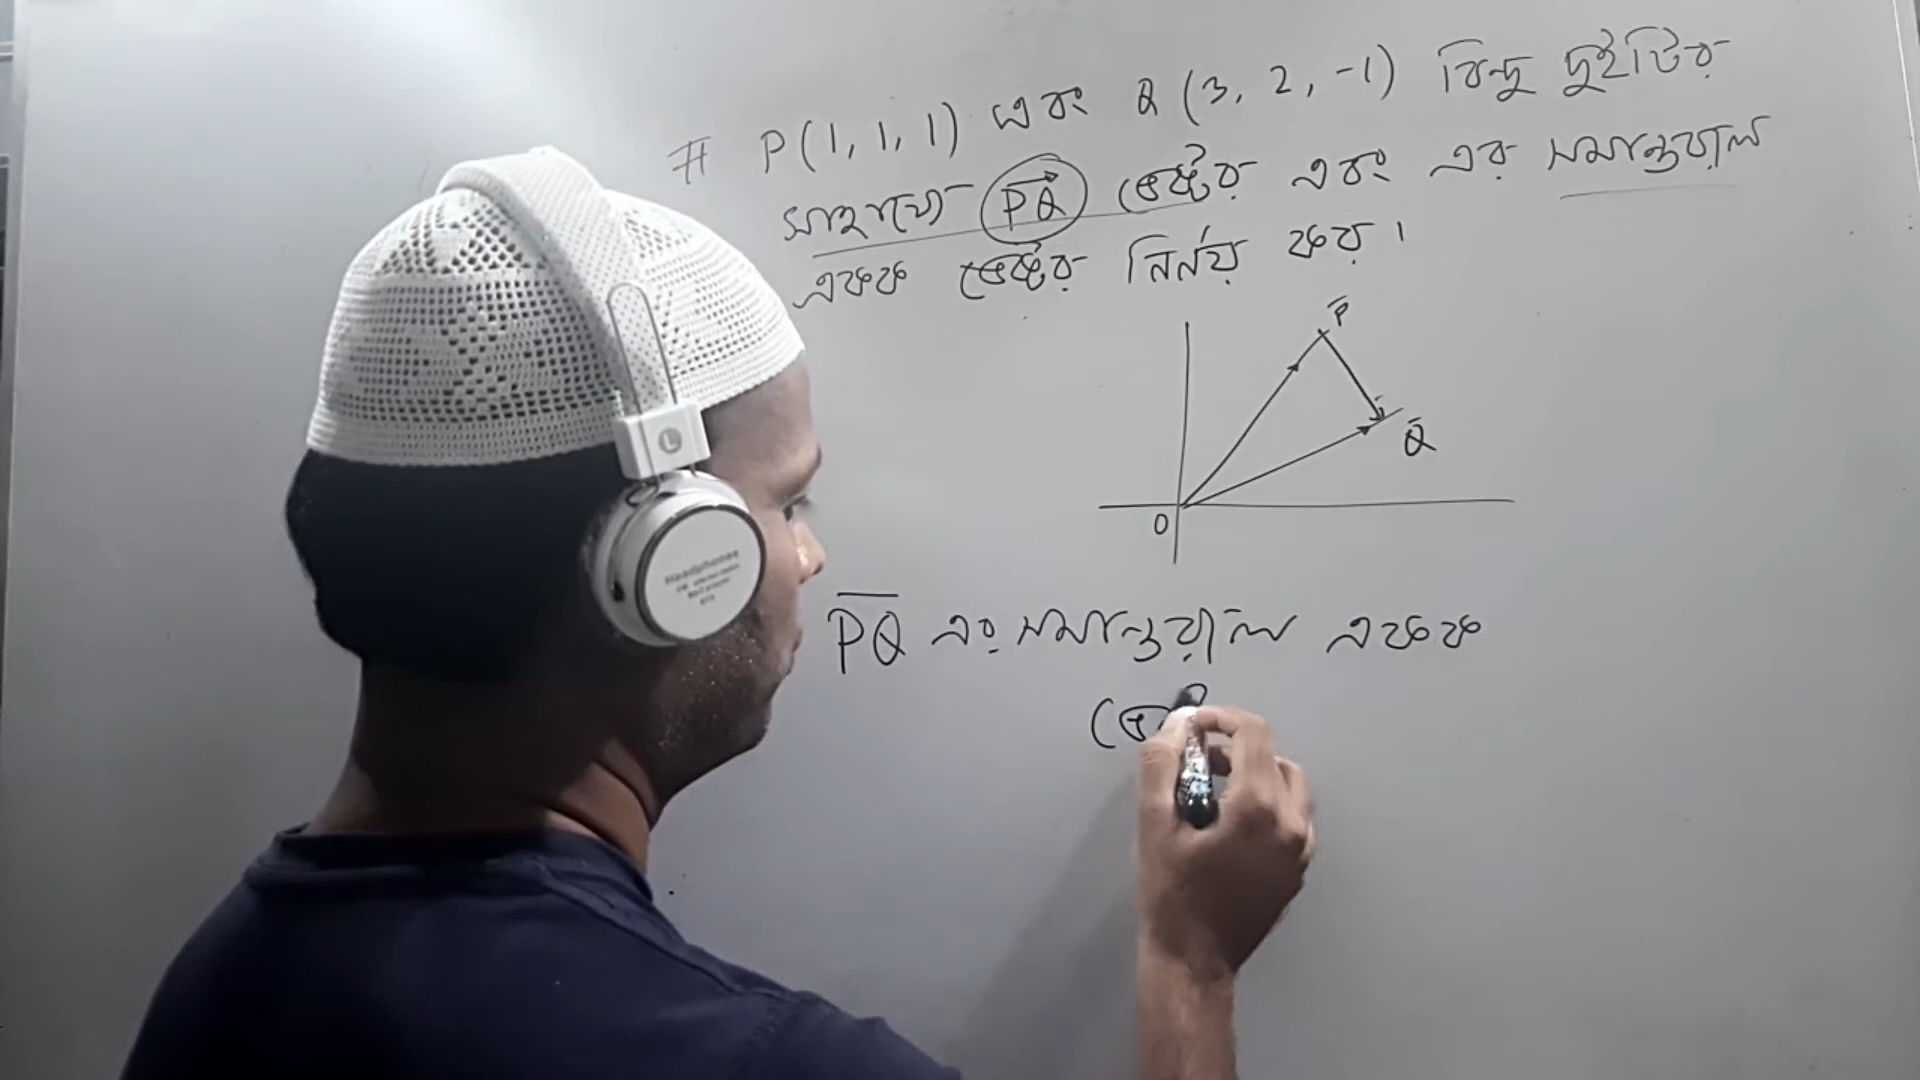 # P(1, 1, 1) এবং Q (3, 2, -1) বিন্দু দুইটির
সাহায্যে PQ ভেক্টর এবং এর সমান্তরাল
একক ভেক্টর নির্ণয় কর।
P
Q
O
PQ এর সমান্তরাল একক
L
Headphones